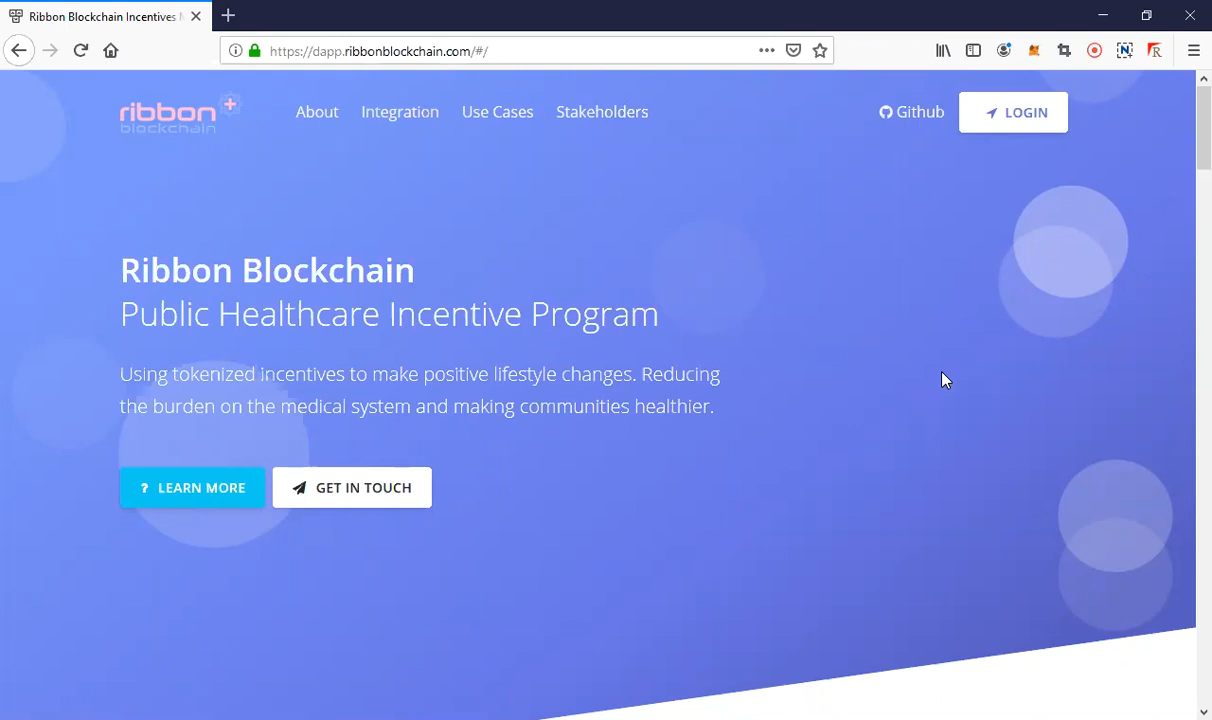 Ribbon Blockchain Incentives
https://dapp.ribbonblockchain.com/#/
ribbon
blockchain
About
Integration
Use Cases
Stakeholders
Github
LOGIN
Ribbon Blockchain
Public Healthcare Incentive Program
Using tokenized incentives to make positive lifestyle changes. Reducing
the burden on the medical system and making communities healthier.
? LEARN MORE
GET IN TOUCH